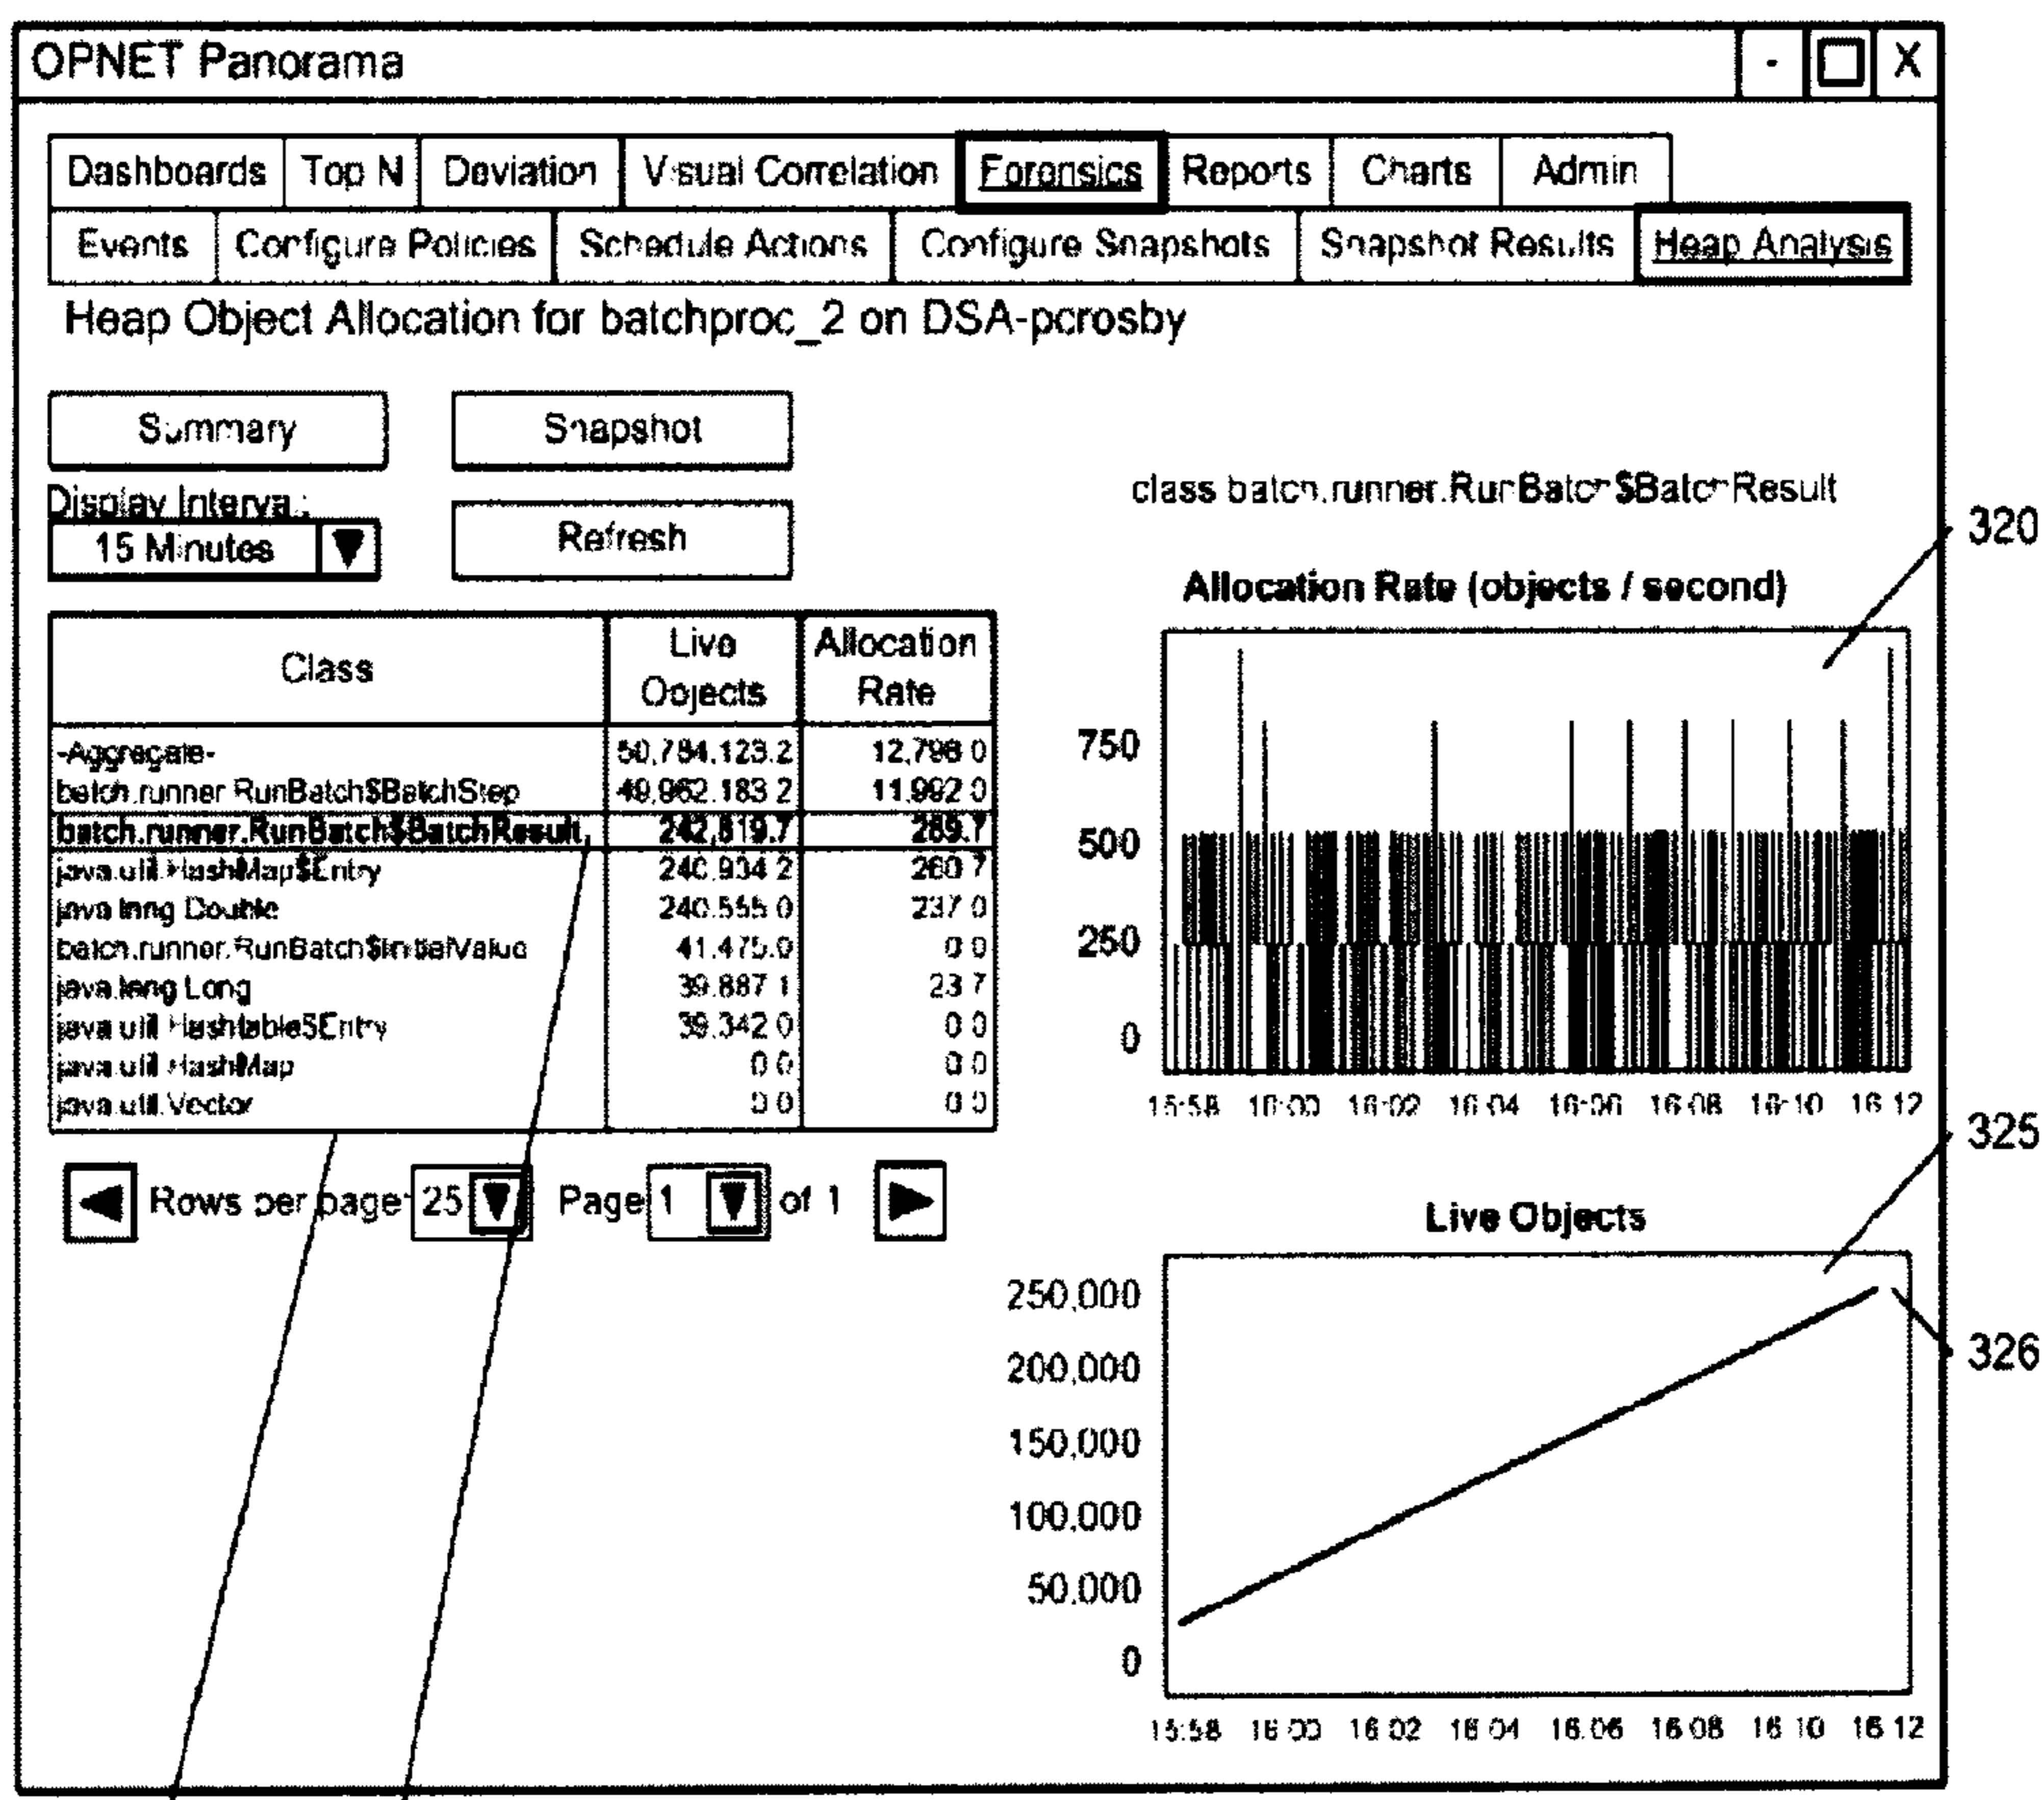 OPNET Panorama - X
Dashboards Top N Deviation Visual Correlation Forensics Reports Charts Admin
Events Configure Policies Schedule Actions Configure Snapshots Snapshot Results Heap Analysis
Heap Object Allocation for batchproc_2 on DSA-pcrosby
Summary Snapshot
Display Interval:
15 Minutes Refresh
Class Live Objects Allocation Rate
-Aggregate- 50,784,123.2 12,798.0
batch.runner.RunBatch$BatchStep 49,962,183.2 11,992.0
batch.runner.RunBatch$BatchResult 242,819.7 269.7
java.util.HashMap$Entry 240,934.2 260.7
java.lang.Double 240,555.0 237.0
batch.runner.RunBatch$InitialValue 41,475.0 0.0
java.lang.Long 39,887.1 23.7
java.util.Hashtable$Entry 39,342.0 0.0
java.util.HashMap 0.0 0.0
java.util.Vector 0.0 0.0
Rows per page: 25 Page 1 of 1
class batch.runner.RunBatch$BatchResult
320
Allocation Rate (objects / second)
750
500
250
0
15:58 16:00 16:02 16:04 16:06 16:08 16:10 16:12
325
Live Objects
250,000
326
200,000
150,000
100,000
50,000
0
15:58 16:00 16:02 16:04 16:06 16:08 16:10 16:12